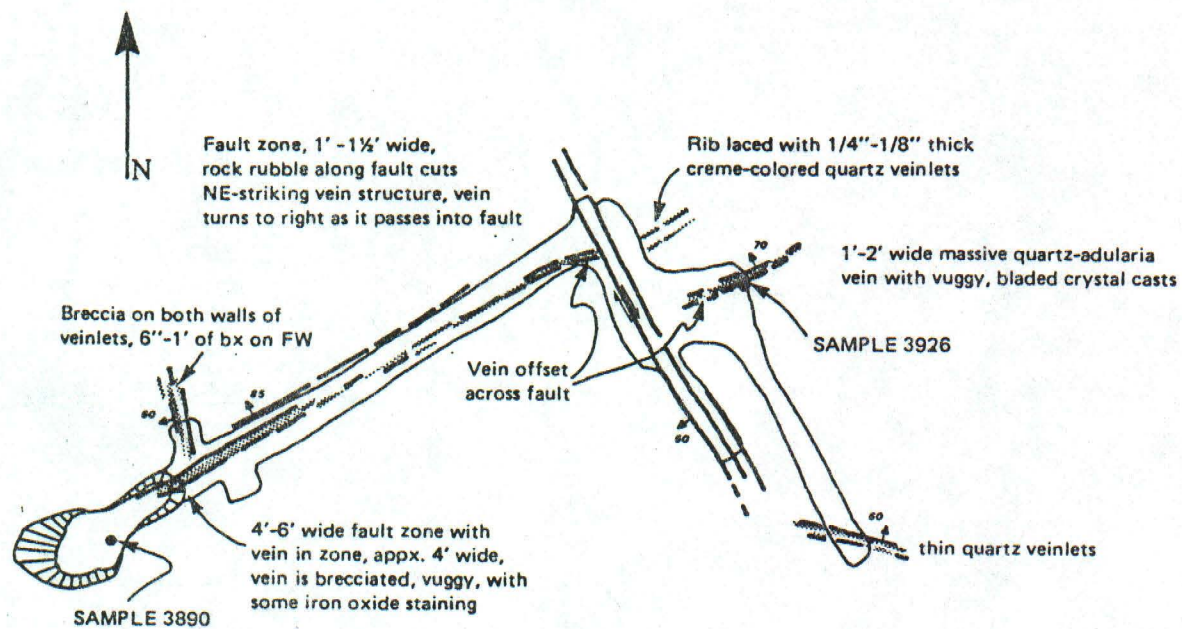 N
Fault zone, 1'-1½' wide,
rock rubble along fault cuts
NE-striking vein structure, vein
turns to right as it passes into fault
Rib laced with 1/4"-1/8" thick
creme-colored quartz veinlets
70
1'-2' wide massive quartz-adularia
vein with vuggy, bladed crystal casts
SAMPLE 3926
Breccia on both walls of
veinlets, 6"-1' of bx on FW
60
85
Vein offset
across fault
60
4'-6' wide fault zone with
vein in zone, appx. 4' wide,
vein is brecciated, vuggy, with
some iron oxide staining
SAMPLE 3890
60
thin quartz veinlets